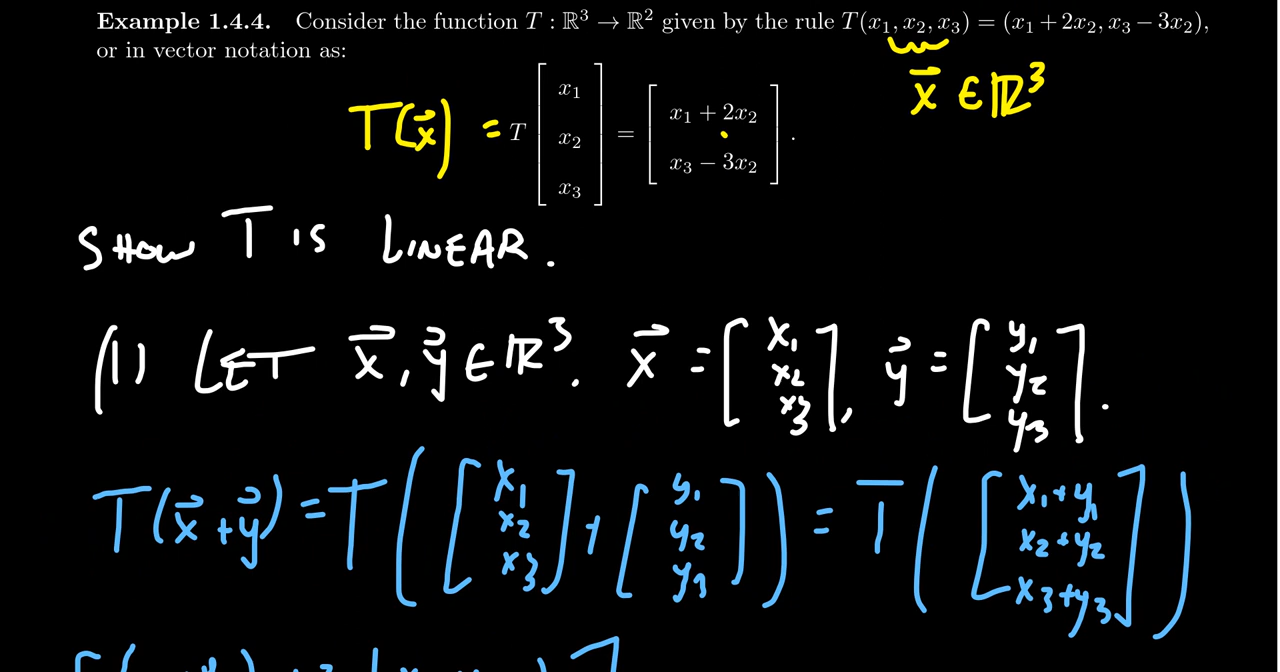 Example 1.4.4. Consider the function T : ℝ³ → ℝ² given by the rule T(x₁, x₂, x₃) = (x₁ + 2x₂, x₃ − 3x₂),
or in vector notation as:
x⃗ ∈ ℝ³
T(x⃗) = T [x₁ x₂ x₃] = [x₁ + 2x₂ x₃ − 3x₂] .
SHOW T IS LINEAR.
(1) LET x⃗, y⃗ ∈ ℝ³. x⃗ = [x₁ x₂ x₃], y⃗ = [y₁ y₂ y₃].
T(x⃗ + y⃗) = T([x₁ x₂ x₃] + [y₁ y₂ y₃]) = T([x₁+y₁ x₂+y₂ x₃+y₃])